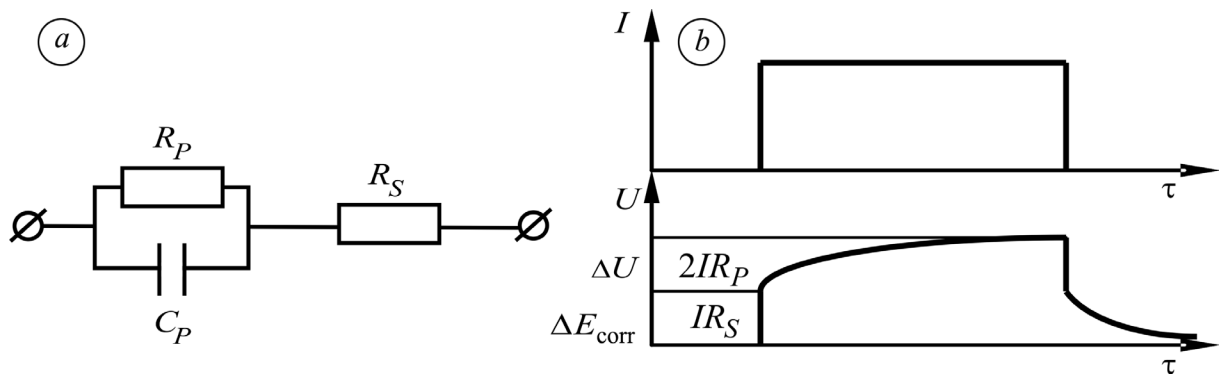 a
R_P
R_S
C_P
b
I
τ
U
ΔU
2IR_P
ΔE_corr
IR_S
τ